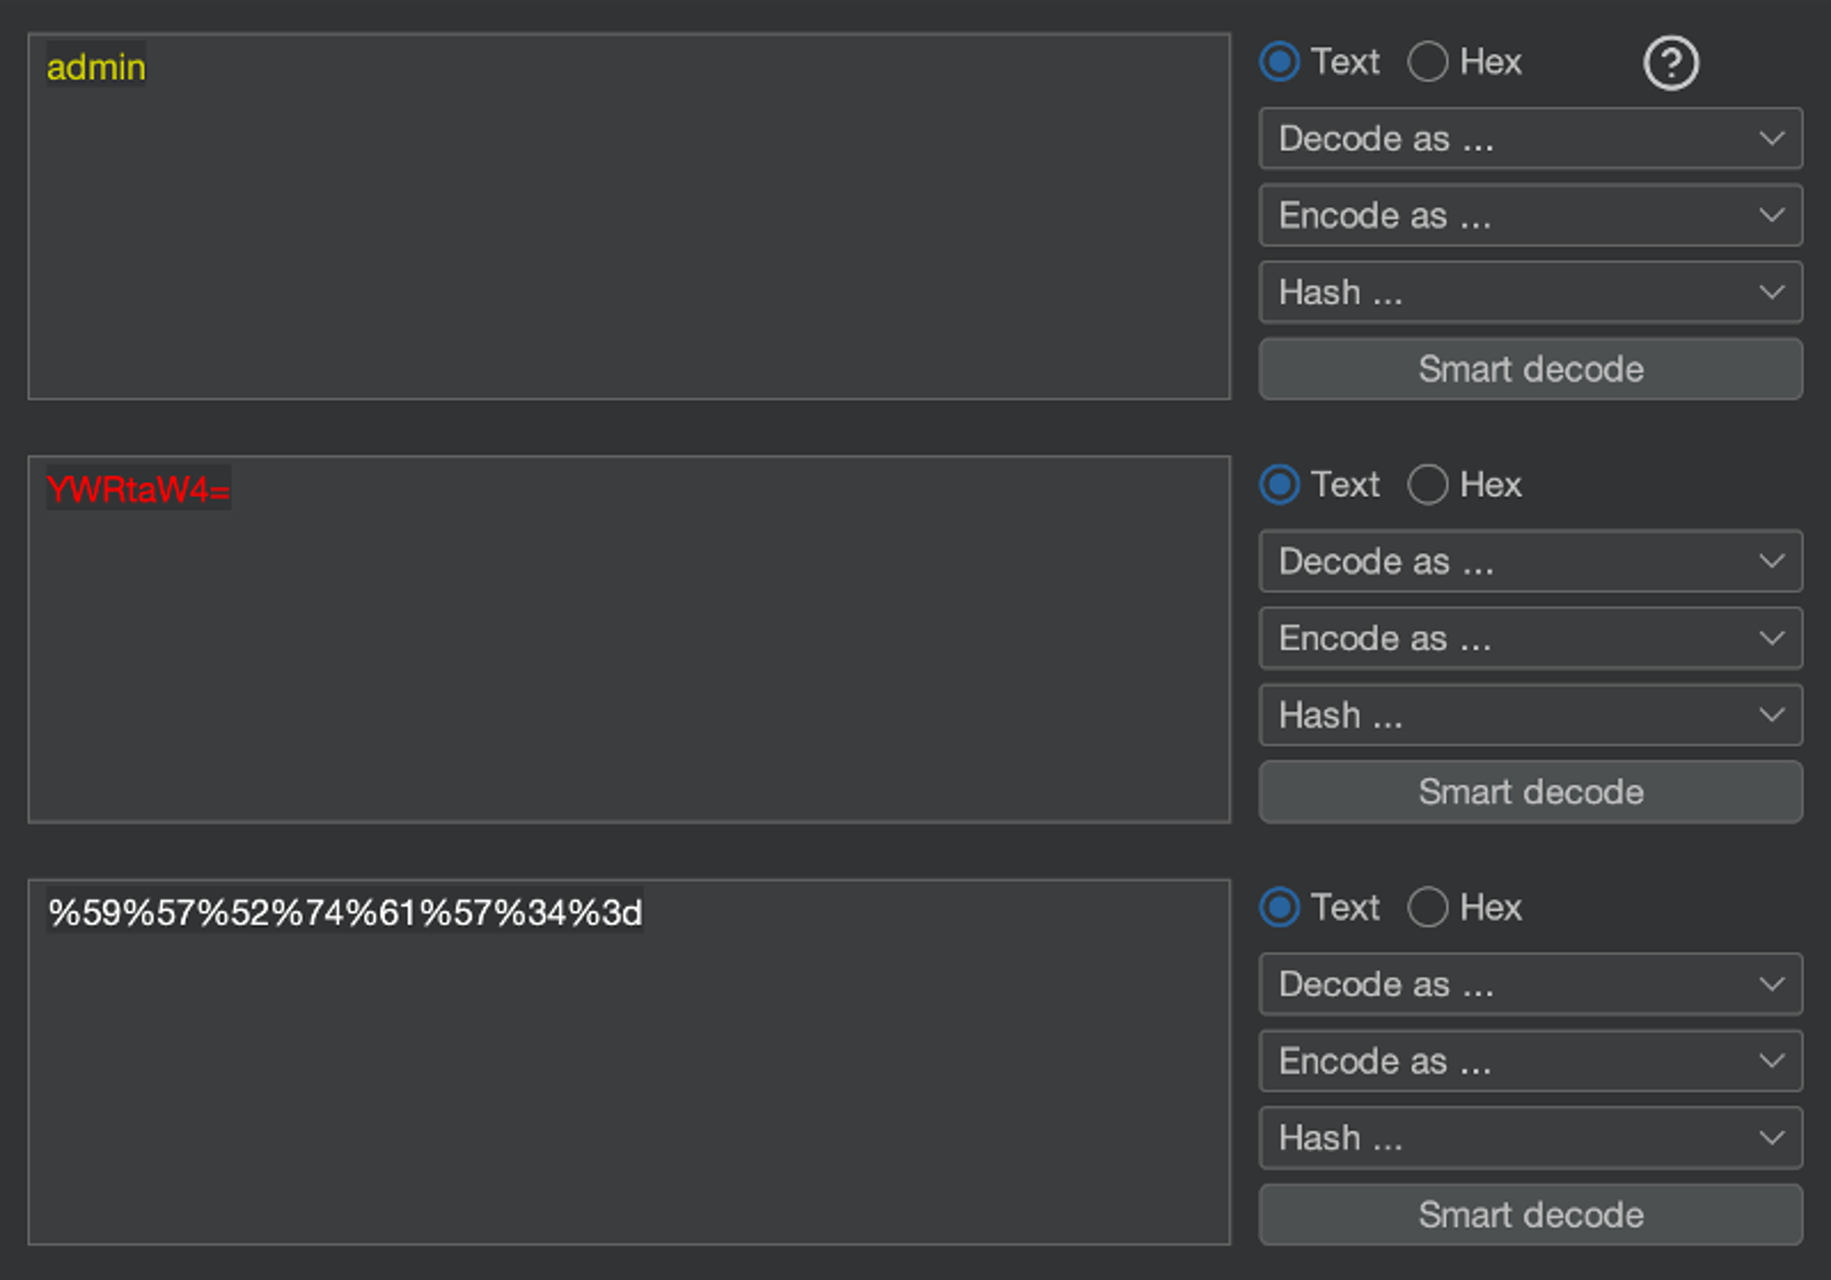 admin
Text Hex ?
Decode as ...
Encode as ...
Hash ...
Smart decode
YWRtaW4=
Text Hex
Decode as ...
Encode as ...
Hash ...
Smart decode
%59%57%52%74%61%57%34%3d
Text Hex
Decode as ...
Encode as ...
Hash ...
Smart decode